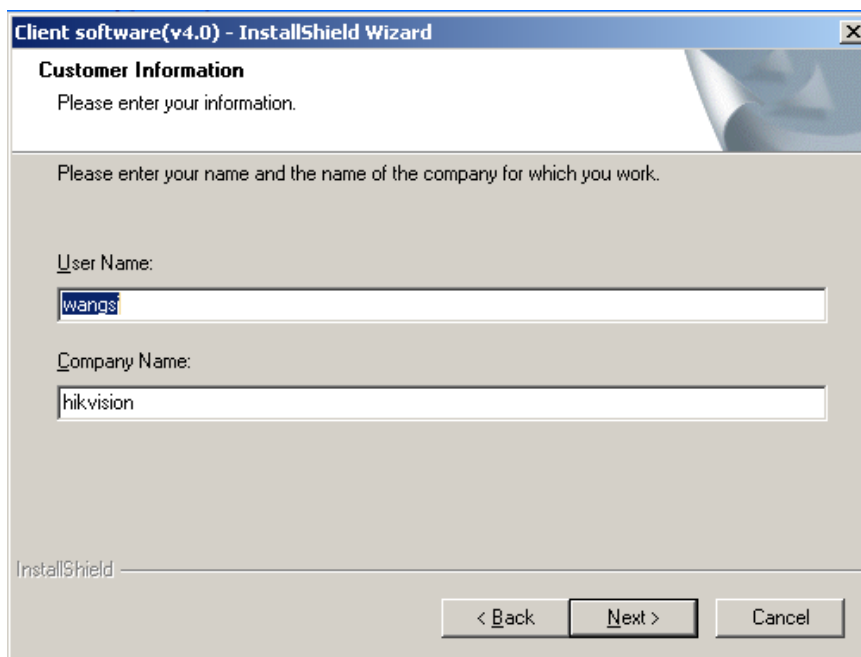 Client software(v4.0) - InstallShield Wizard
Customer Information
Please enter your information.
Please enter your name and the name of the company for which you work.
User Name:
wangsi
Company Name:
hikvision
InstallShield
< Back Next > Cancel